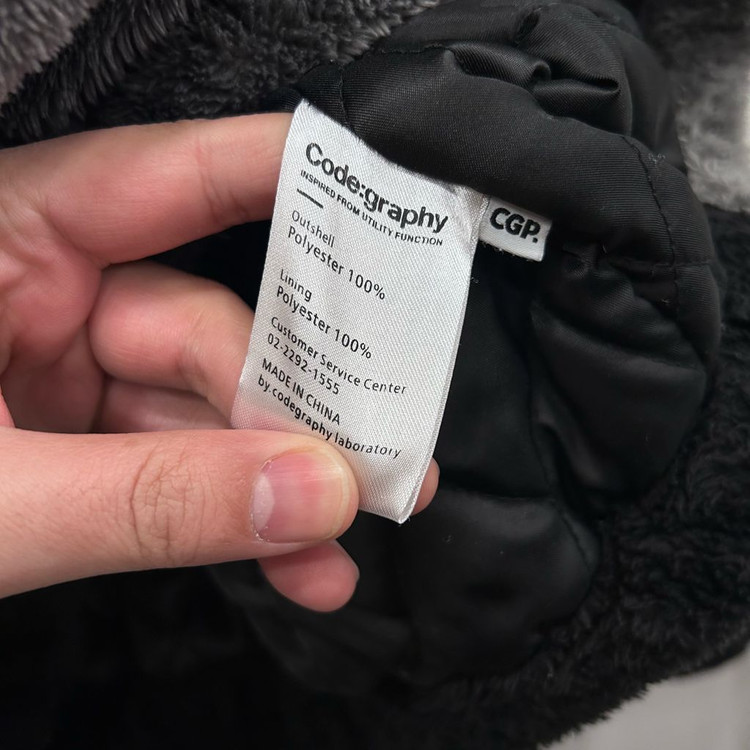 Code:graphy
INSPIRED FROM UTILITY FUNCTION
CGP.
Outshell
Polyester 100%
Lining
Polyester 100%
Customer Service Center
02-2292-1555
MADE IN CHINA
by codegraphy laboratory